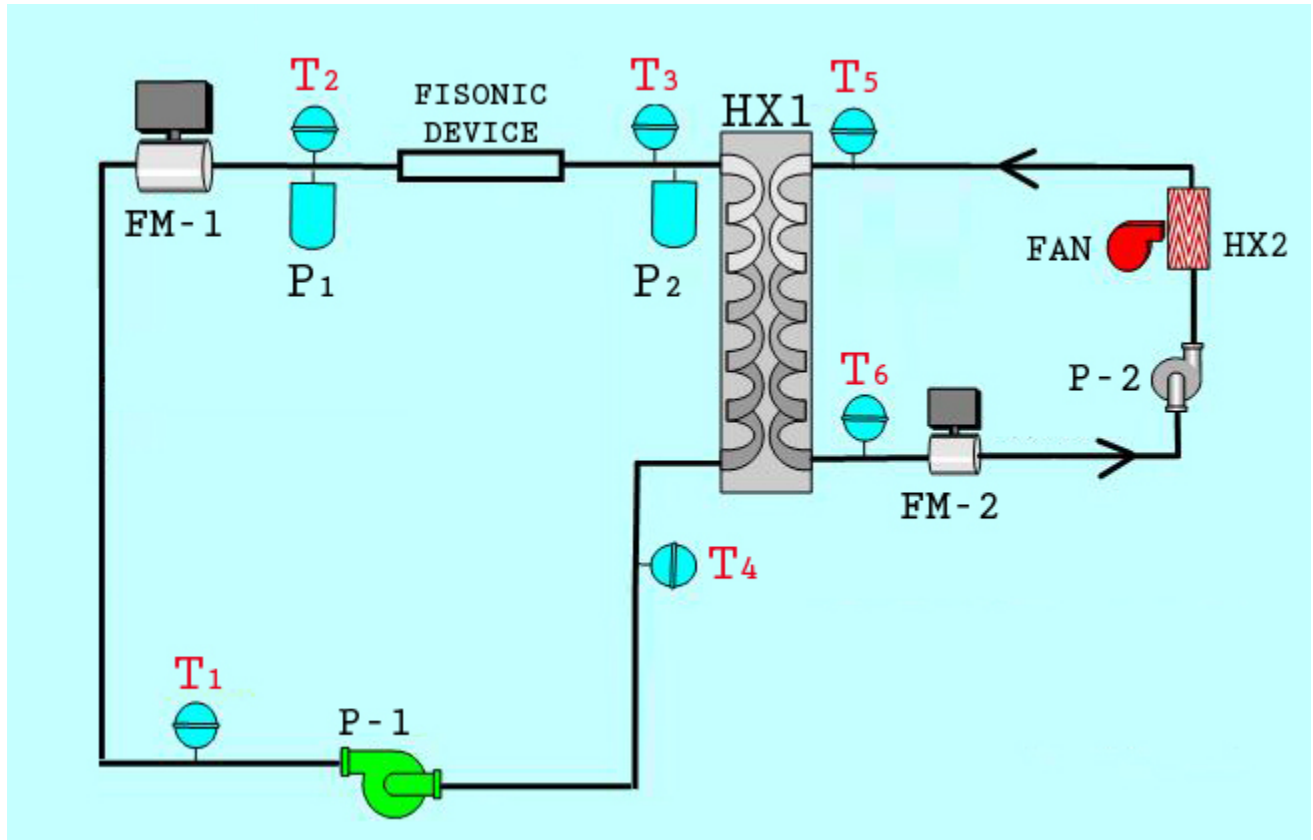 T2
FISONIC
DEVICE
T3
HX1
T5
FM-1
P1
P2
FAN
HX2
P-2
T6
FM-2
T4
T1
P-1